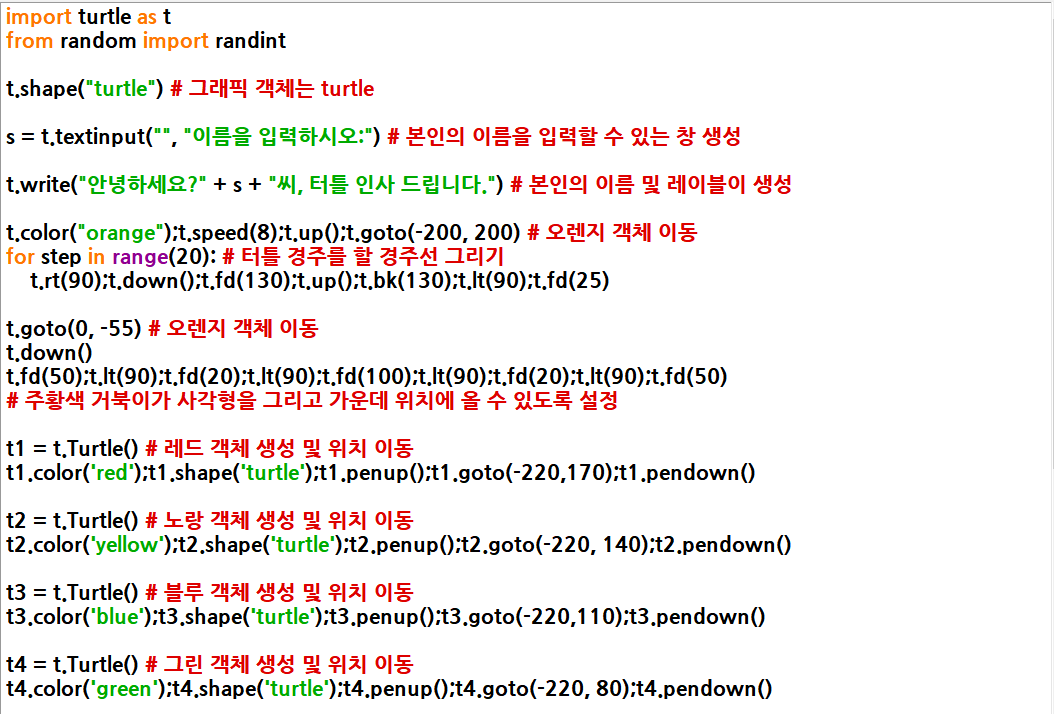 import turtle as t
from random import randint
t.shape("turtle") # 그래픽 객체는 turtle
s = t.textinput("", "이름을 입력하시오:") # 본인의 이름을 입력할 수 있는 창 생성
t.write("안녕하세요?" + s + "씨, 터틀 인사 드립니다.") # 본인의 이름 및 레이블이 생성
t.color("orange");t.speed(8);t.up();t.goto(-200, 200) # 오렌지 객체 이동
for step in range(20): # 터틀 경주를 할 경주선 그리기
    t.rt(90);t.down();t.fd(130);t.up();t.bk(130);t.lt(90);t.fd(25)
t.goto(0, -55) # 오렌지 객체 이동
t.down()
t.fd(50);t.lt(90);t.fd(20);t.lt(90);t.fd(100);t.lt(90);t.fd(20);t.lt(90);t.fd(50)
# 주황색 거북이가 사각형을 그리고 가운데 위치에 올 수 있도록 설정
t1 = t.Turtle() # 레드 객체 생성 및 위치 이동
t1.color('red');t1.shape('turtle');t1.penup();t1.goto(-220,170);t1.pendown()
t2 = t.Turtle() # 노랑 객체 생성 및 위치 이동
t2.color('yellow');t2.shape('turtle');t2.penup();t2.goto(-220, 140);t2.pendown()
t3 = t.Turtle() # 블루 객체 생성 및 위치 이동
t3.color('blue');t3.shape('turtle');t3.penup();t3.goto(-220,110);t3.pendown()
t4 = t.Turtle() # 그린 객체 생성 및 위치 이동
t4.color('green');t4.shape('turtle');t4.penup();t4.goto(-220, 80);t4.pendown()